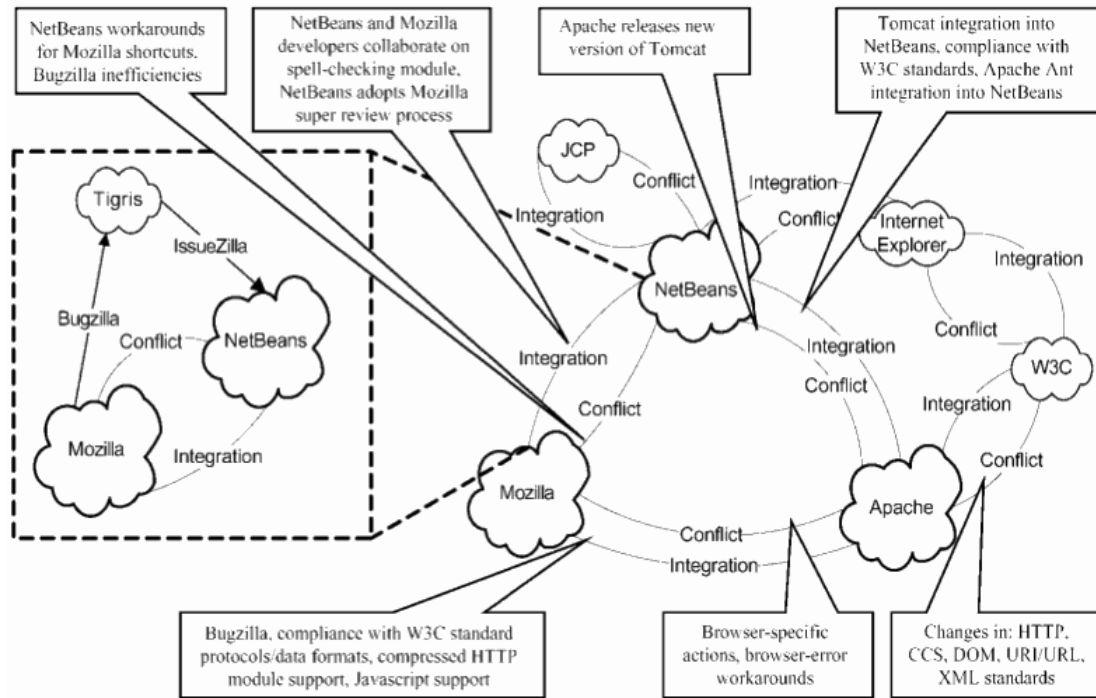 NetBeans workarounds
for Mozilla shortcuts,
Bugzilla inefficiencies
NetBeans and Mozilla
developers collaborate on
spell-checking module,
NetBeans adopts Mozilla
super review process
Apache releases new
version of Tomcat
Tomcat integration into
NetBeans, compliance with
W3C standards, Apache Ant
integration into NetBeans
JCP
Conflict
Integration
Integration
Conflict
Internet
Explorer
Integration
Conflict
W3C
Tigris
IssueZilla
Bugzilla
Conflict
NetBeans
Mozilla
Integration
NetBeans
Integration
Conflict
Integration
Conflict
Integration
Conflict
Mozilla
Apache
Conflict
Integration
Bugzilla, compliance with W3C standard
protocols/data formats, compressed HTTP
module support, Javascript support
Browser-specific
actions, browser-error
workarounds
Changes in: HTTP,
CCS, DOM, URI/URL,
XML standards